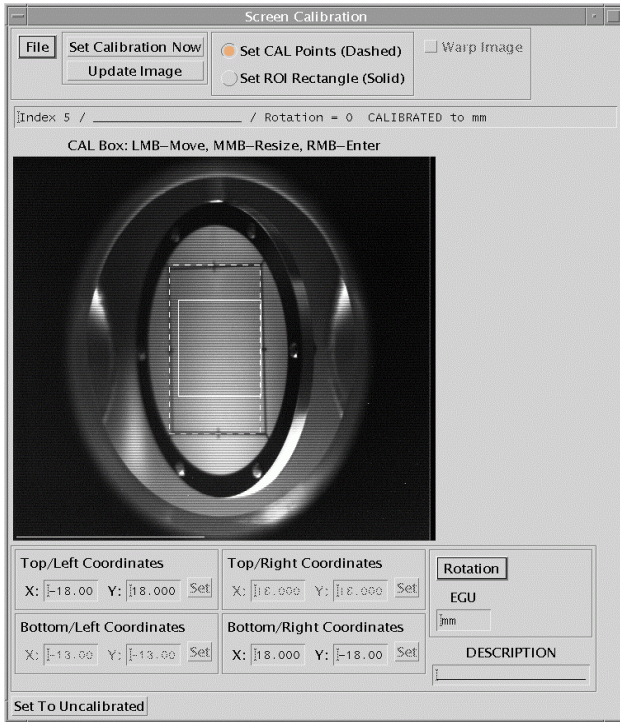 Screen Calibration
File
Set Calibration Now
Update Image
Set CAL Points (Dashed)
Set ROI Rectangle (Solid)
Warp Image
Index 5 / / Rotation = 0 CALIBRATED to mm
CAL Box: LMB-Move, MMB-Resize, RMB-Enter
Top/Left Coordinates
X: -18.00 Y: 18.000 Set
Top/Right Coordinates
X: Y: Set
Rotation
EGU
mm
Bottom/Left Coordinates
X: Y: Set
Bottom/Right Coordinates
X: 18.000 Y: -18.00 Set
DESCRIPTION
Set To Uncalibrated